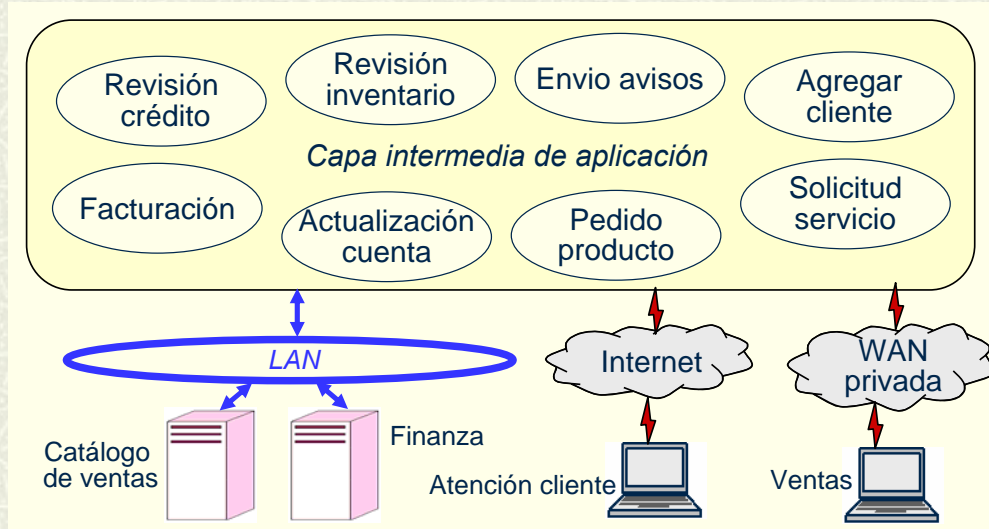 Revisión
crédito
Revisión
inventario
Envio avisos
Agregar
cliente
Capa intermedia de aplicación
Facturación
Actualización
cuenta
Pedido
producto
Solicitud
servicio
LAN
Internet
WAN
privada
Catálogo
de ventas
Finanza
Atención cliente
Ventas